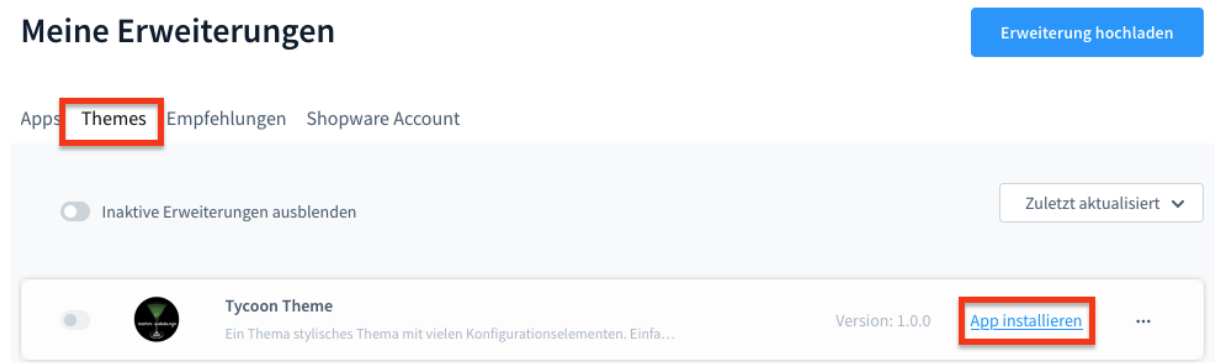 Meine Erweiterungen
Erweiterung hochladen
Apps Themes Empfehlungen Shopware Account
Inaktive Erweiterungen ausblenden
Zuletzt aktualisiert
Tycoon Theme
Ein Thema stylisches Thema mit vielen Konfigurationselementen. Einfa...
Version: 1.0.0
App installieren
...